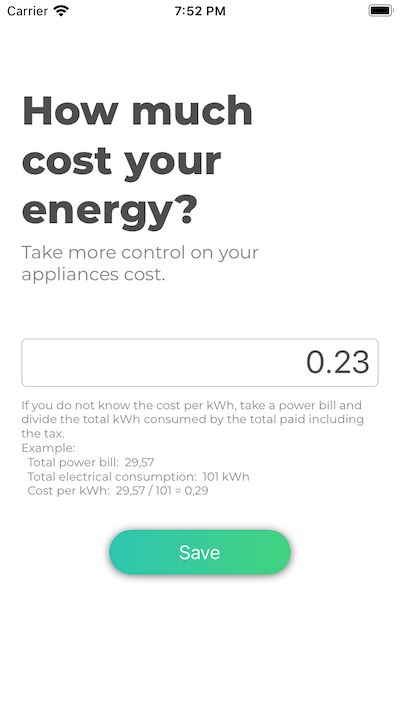 Carrier 7:52 PM
How much
cost your
energy?
Take more control on your
appliances cost.
0.23
If you do not know the cost per kWh, take a power bill and
divide the total kWh consumed by the total paid including
the tax.
Example:
Total power bill: 29,57
Total electrical consumption: 101 kWh
Cost per kWh: 29,57 / 101 = 0,29
Save